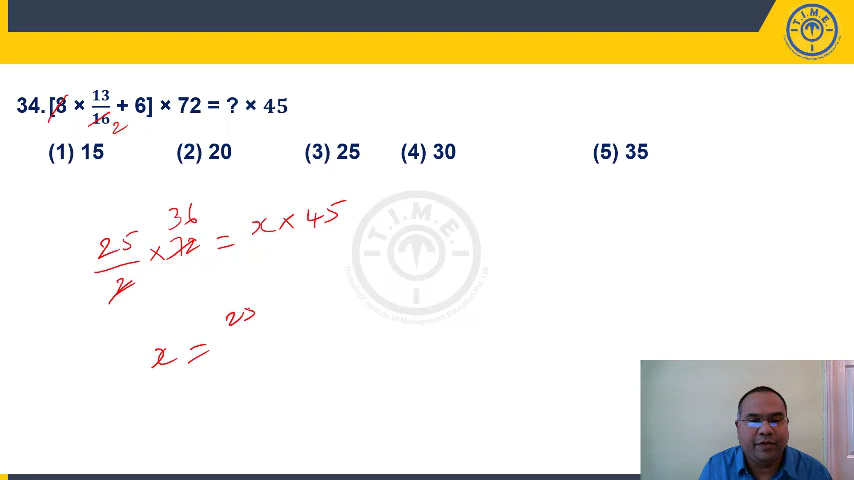 T.I.M.E.
34. [8 × 13/16 + 6] × 72 = ? × 45
2
(1) 15 (2) 20 (3) 25 (4) 30 (5) 35
36
25/2 × 72 = x × 45
T.I.M.E.
x =